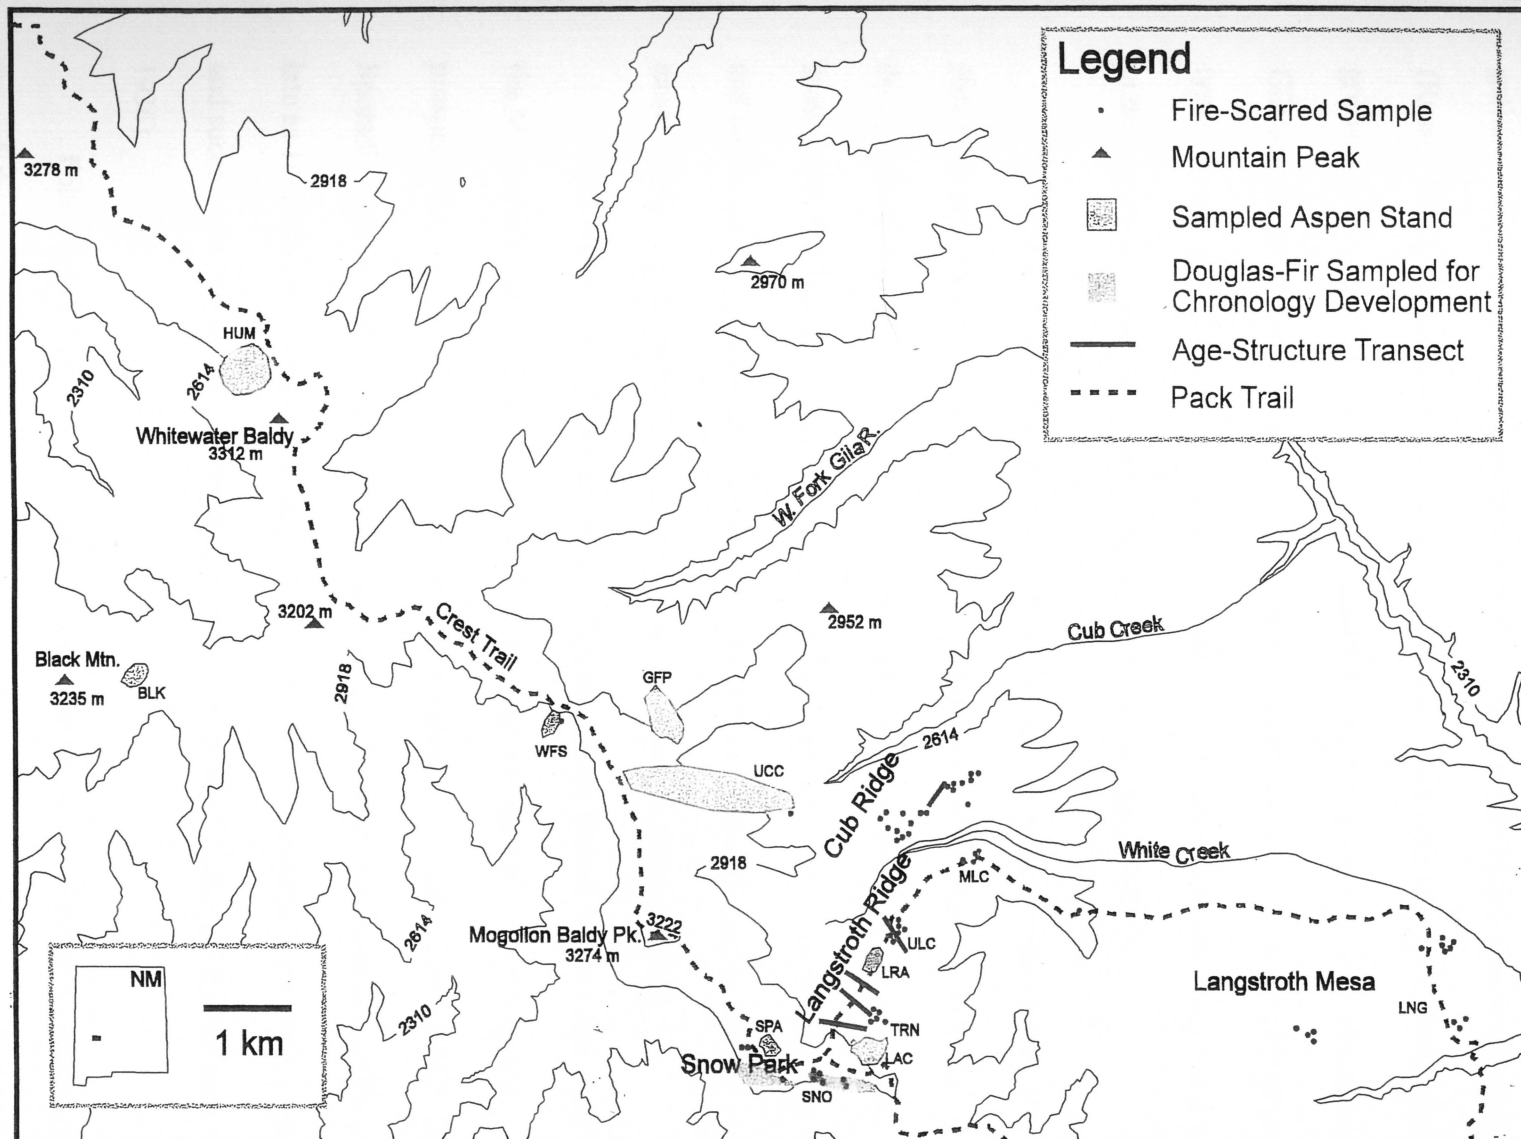 Legend
Fire-Scarred Sample
Mountain Peak
Sampled Aspen Stand
Douglas-Fir Sampled for
Chronology Development
Age-Structure Transect
Pack Trail
3278 m
2918
2970 m
HUM
2310
2614
Whitewater Baldy
3312 m
W. Fork Gila R.
3202 m
Crest Trail
2952 m
Cub Creek
Black Mtn.
3235 m
BLK
2918
GFP
2310
WFS
UCC
2614
Cub Ridge
2918
White Creek
MLC
Langstroth Ridge
2614
Mogollon Baldy Pk.
3274 m
3222
ULC
LRA
Langstroth Mesa
NM
1 km
2310
SPA
TRN
LNG
Snow Park
LAC
SNO